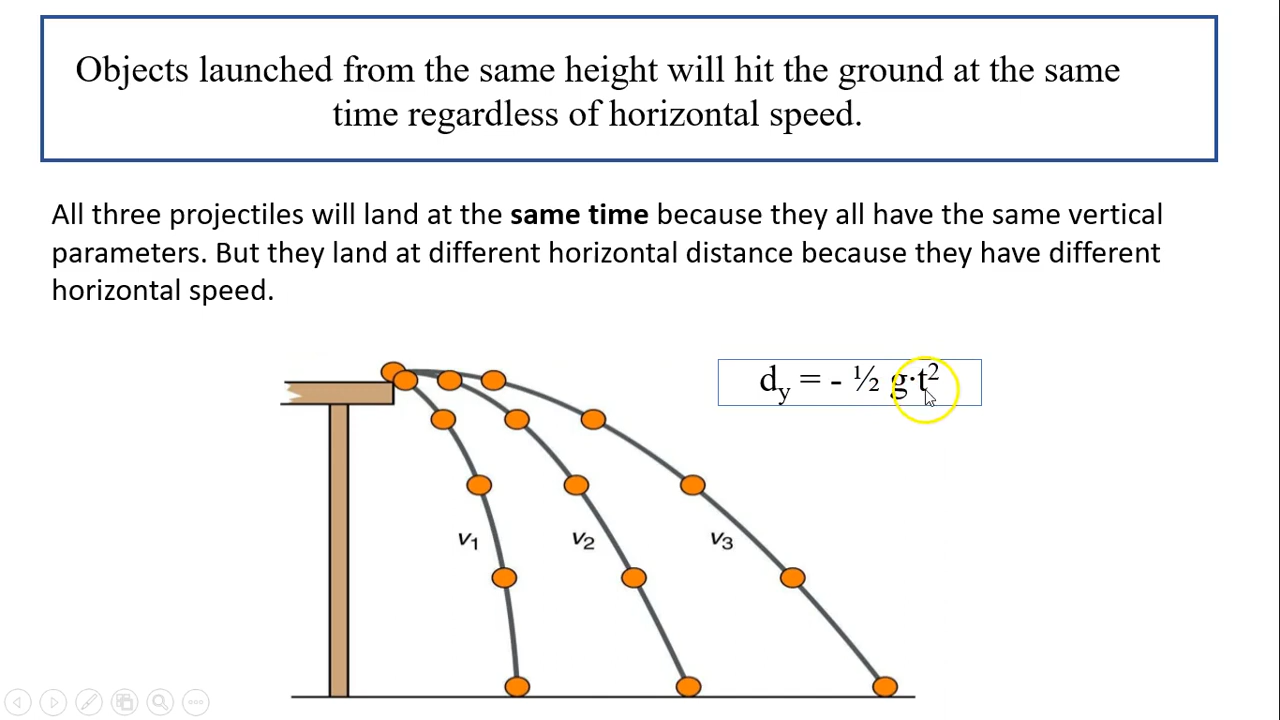 Objects launched from the same height will hit the ground at the same
time regardless of horizontal speed.
All three projectiles will land at the same time because they all have the same vertical
parameters. But they land at different horizontal distance because they have different
horizontal speed.
d_y = - ½ g·t²
v₁ v₂ v₃